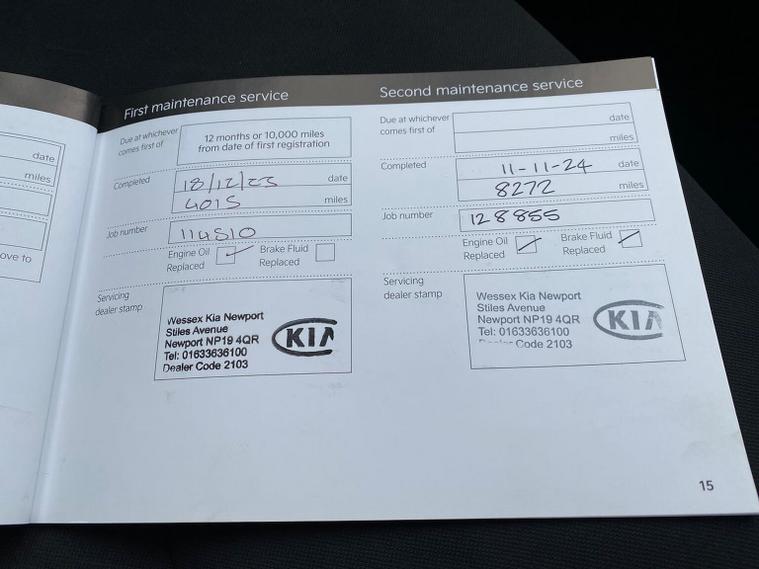 date
miles
ove to
First maintenance service
Due at whichever comes first of
12 months or 10,000 miles
from date of first registration
Completed
18/12/23 date
4015 miles
Job number
114510
Engine Oil Replaced
Brake Fluid Replaced
Servicing dealer stamp
Wessex Kia Newport
Stiles Avenue
Newport NP19 4QR
Tel: 01633636100
Dealer Code 2103
KIA
Second maintenance service
Due at whichever comes first of
date
miles
Completed
11-11-24 date
8272 miles
Job number
128855
Engine Oil Replaced
Brake Fluid Replaced
Servicing dealer stamp
Wessex Kia Newport
Stiles Avenue
Newport NP19 4QR
Tel: 01633636100
Code 2103
KIA
15